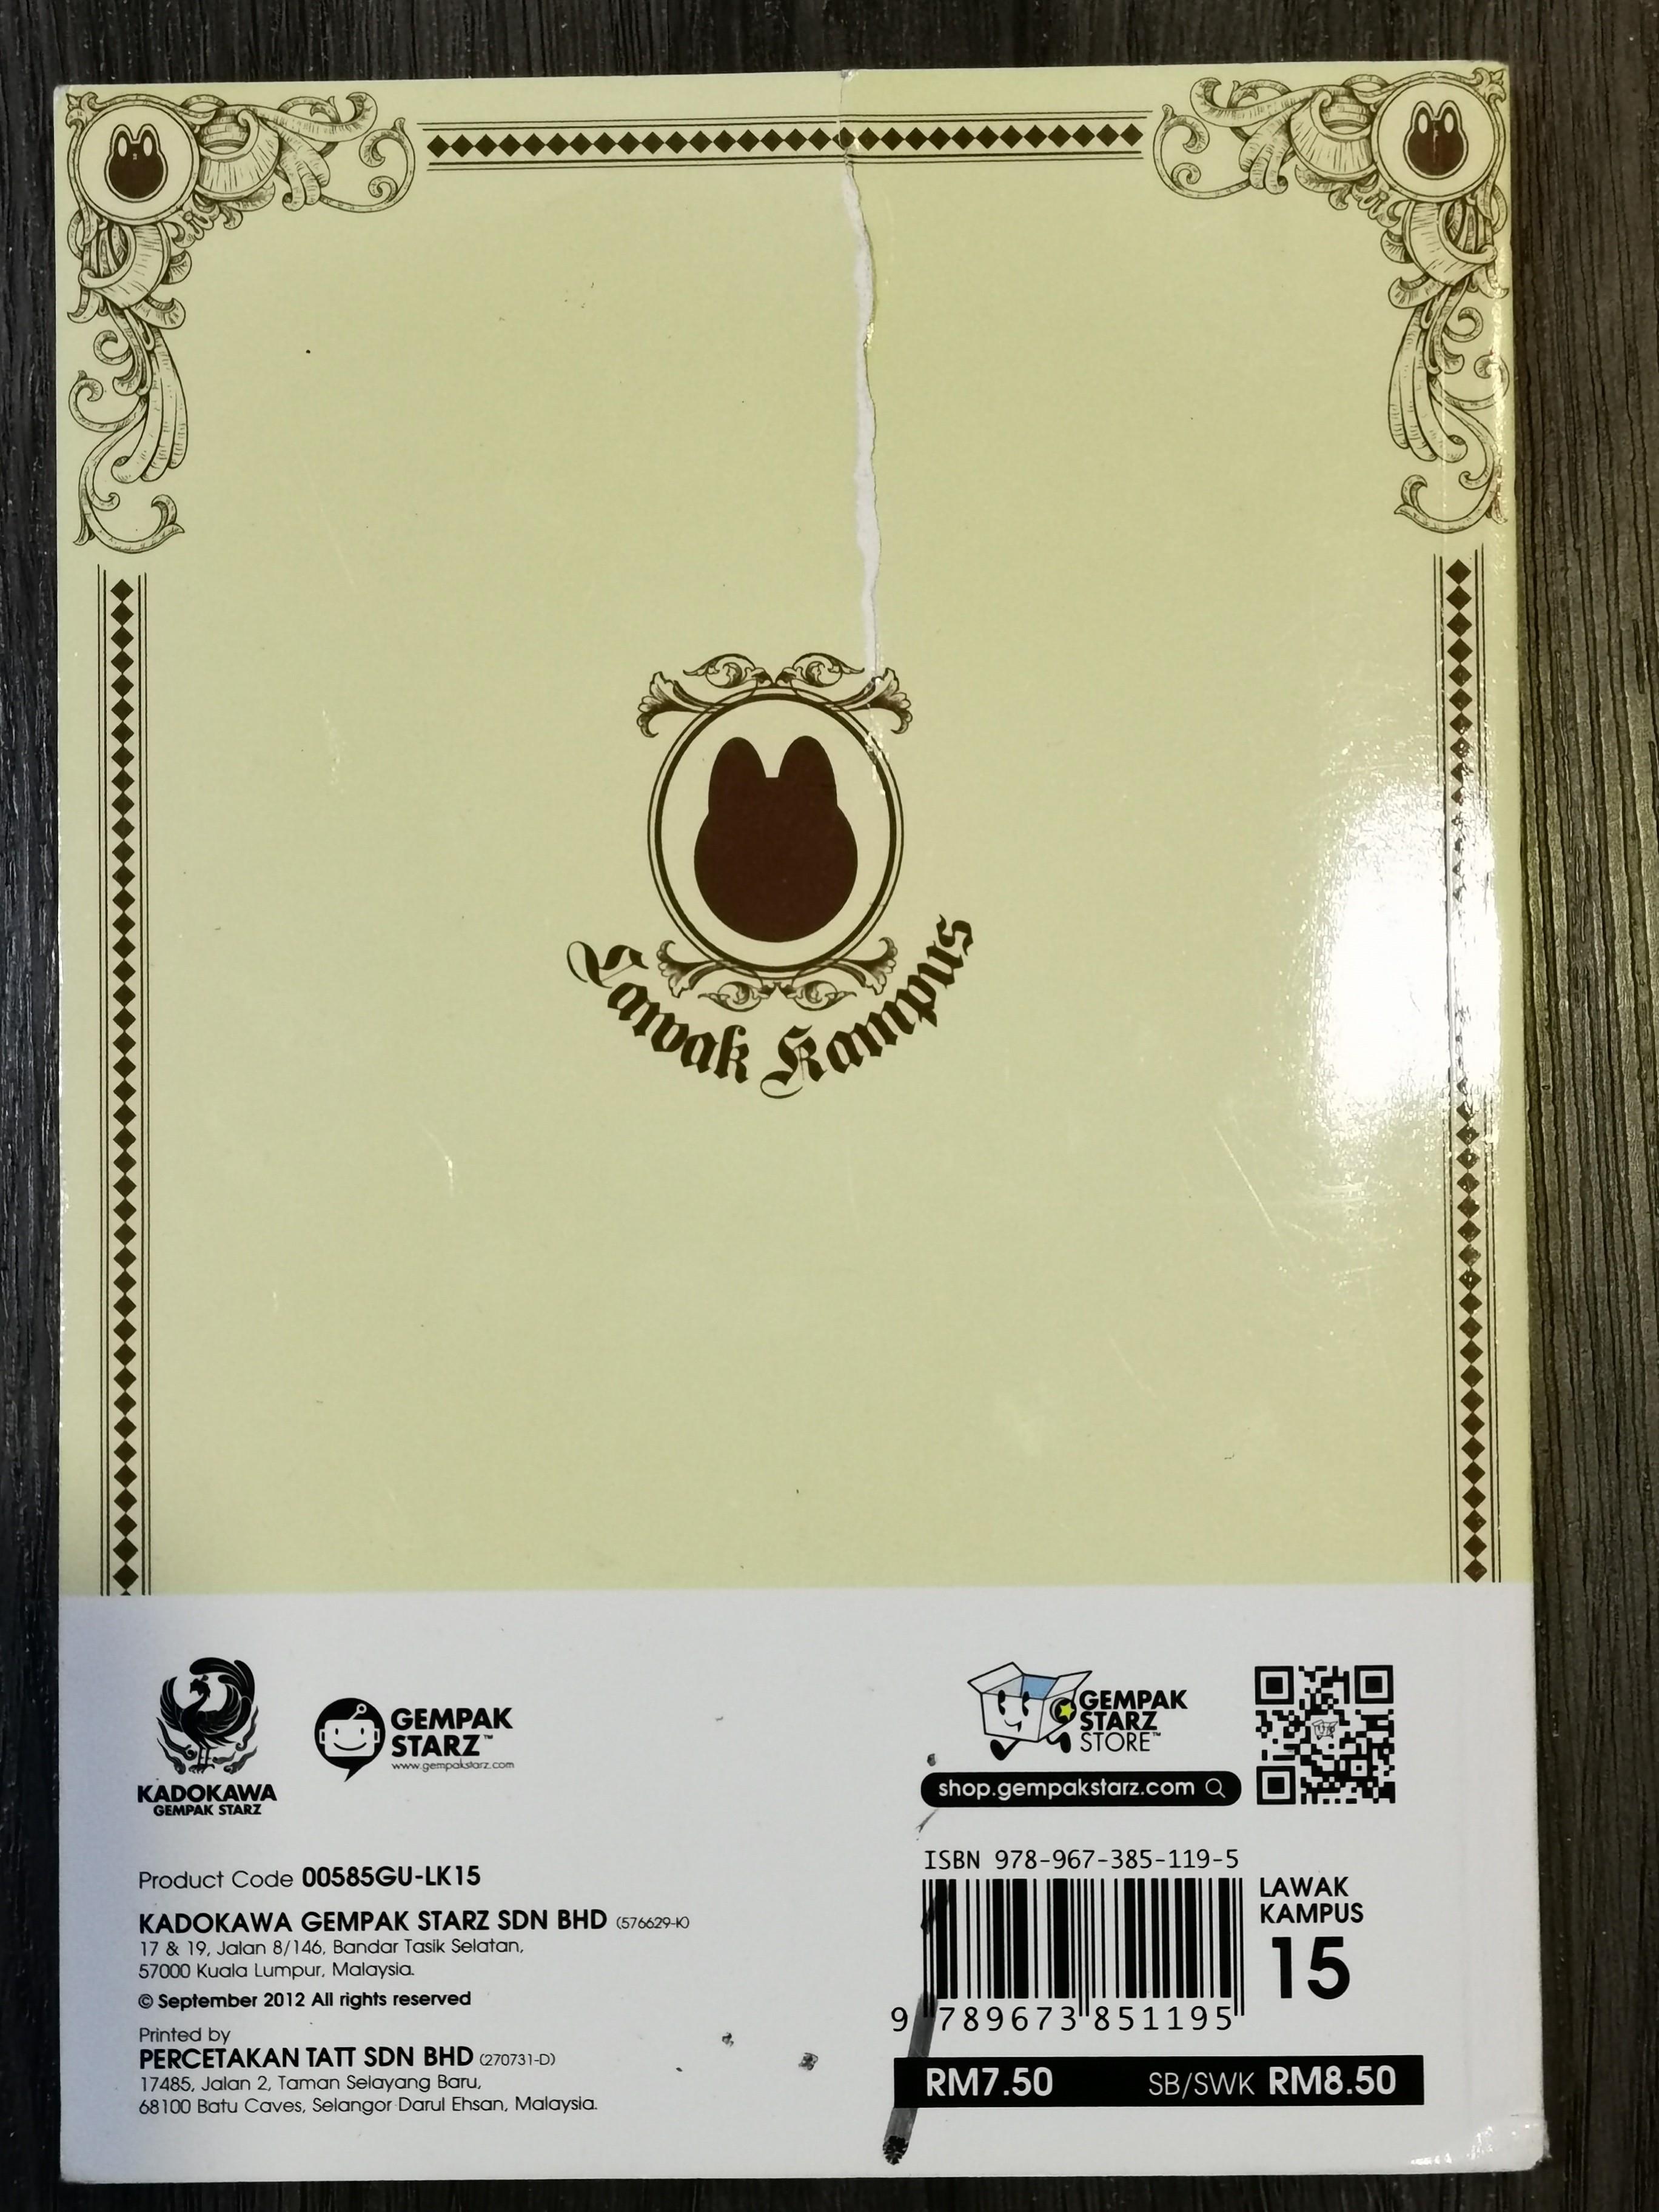 Lawak Kampus
KADOKAWA
GEMPAK STARZ
GEMPAK
STARZ™
www.gempakstarz.com
GEMPAK
STARZ
STORE™
shop.gempakstarz.com
Product Code 00585GU-LK15
KADOKAWA GEMPAK STARZ SDN BHD (576629-K)
17 & 19, Jalan 8/146, Bandar Tasik Selatan,
57000 Kuala Lumpur, Malaysia.
© September 2012 All rights reserved
Printed by
PERCETAKAN TATT SDN BHD (270731-D)
17485, Jalan 2, Taman Selayang Baru,
68100 Batu Caves, Selangor Darul Ehsan, Malaysia.
ISBN 978-967-385-119-5
9 789673 851195
LAWAK
KAMPUS
15
RM7.50 SB/SWK RM8.50